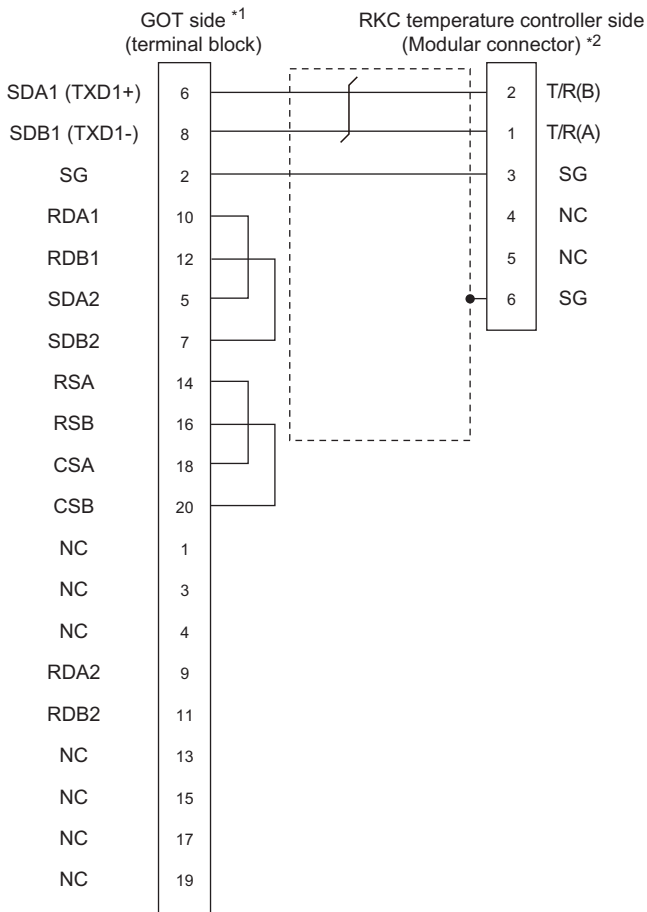 GOT side *1 RKC temperature controller side
(terminal block) (Modular connector) *2
SDA1 (TXD1+) 6 2 T/R(B)
SDB1 (TXD1-) 8 1 T/R(A)
SG 2 3 SG
RDA1 10 4 NC
RDB1 12 5 NC
SDA2 5 6 SG
SDB2 7
RSA 14
RSB 16
CSA 18
CSB 20
NC 1
NC 3
NC 4
RDA2 9
RDB2 11
NC 13
NC 15
NC 17
NC 19